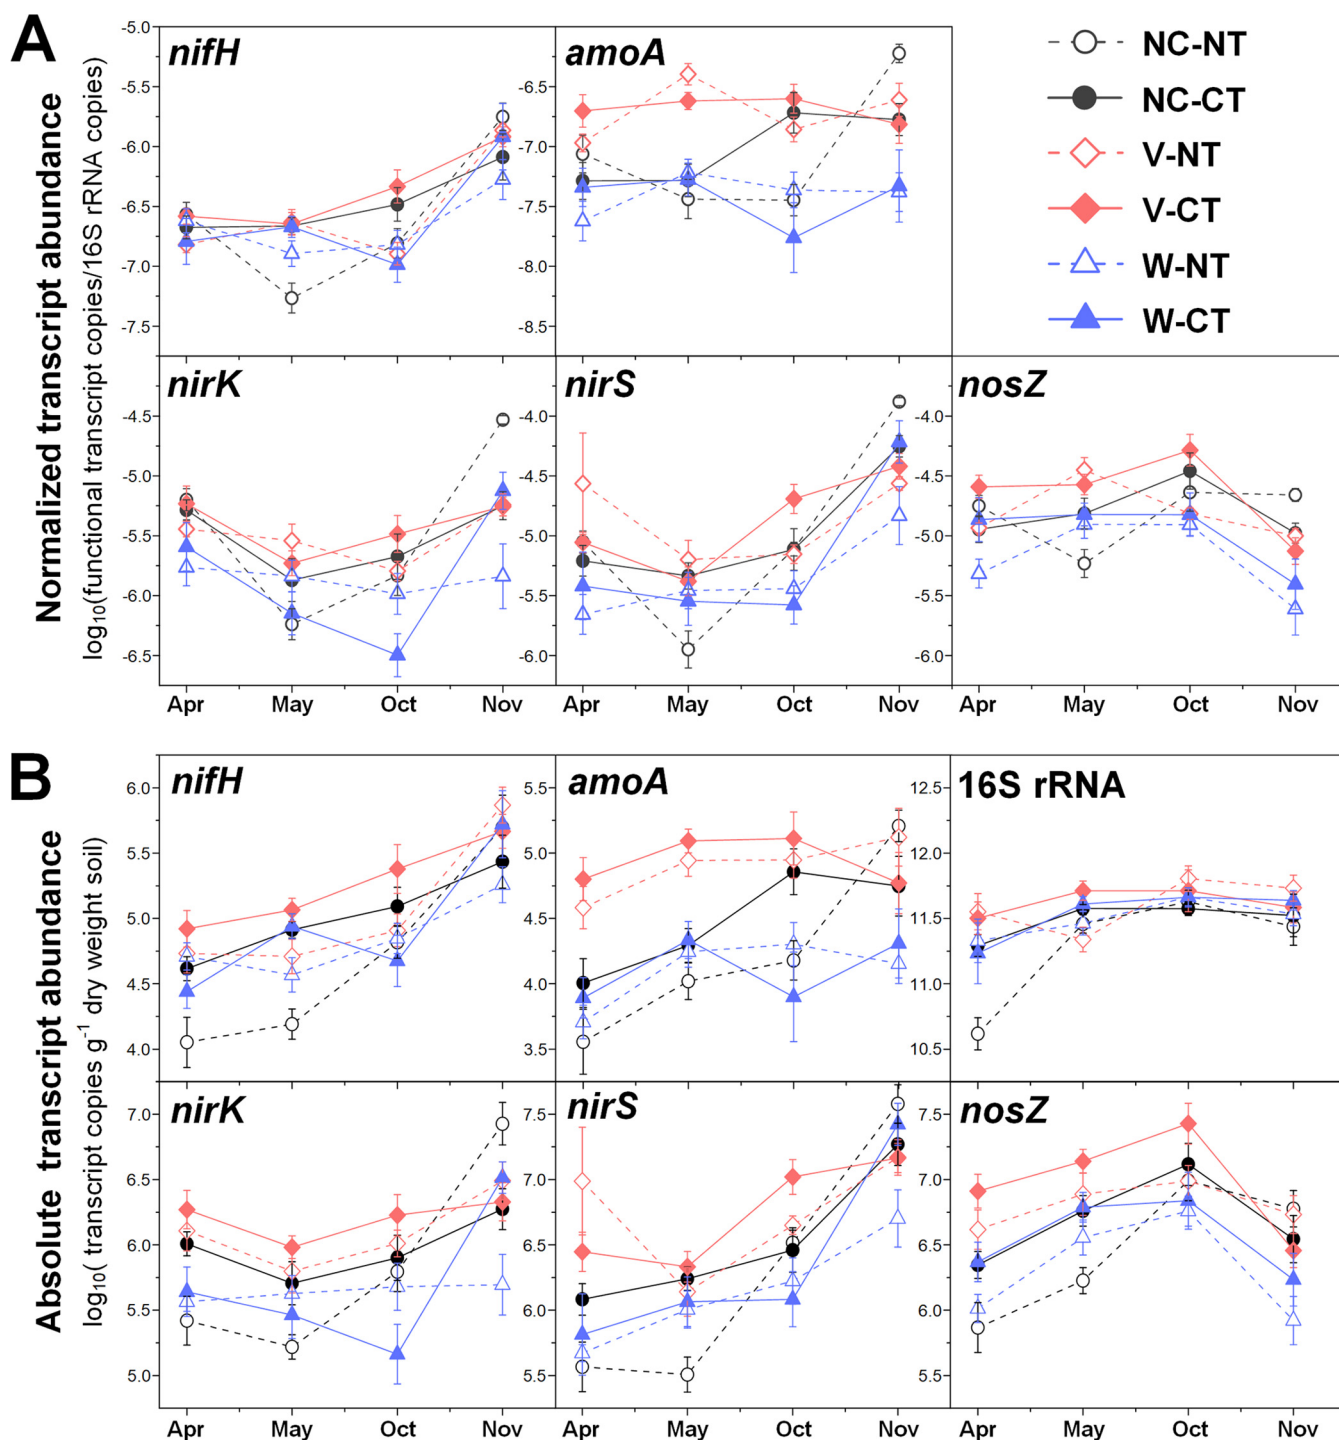 A
Normalized transcript abundance
log₁₀(functional transcript copies/16S rRNA copies)
nifH
-5.0
-5.5
-6.0
-6.5
-7.0
-7.5
amoA
-6.5
-7.0
-7.5
-8.0
-8.5
NC-NT
NC-CT
V-NT
V-CT
W-NT
W-CT
nirK
-4.5
-5.0
-5.5
-6.0
-6.5
nirS
-4.0
-4.5
-5.0
-5.5
-6.0
nosZ
-4.0
-4.5
-5.0
-5.5
-6.0
Apr May Oct Nov Apr May Oct Nov Apr May Oct Nov
B
Absolute transcript abundance
log₁₀( transcript copies g⁻¹ dry weight soil)
nifH
6.0
5.5
5.0
4.5
4.0
amoA
5.5
5.0
4.5
4.0
3.5
16S rRNA
12.5
12.0
11.5
11.0
10.5
nirK
7.0
6.5
6.0
5.5
5.0
nirS
7.5
7.0
6.5
6.0
5.5
nosZ
7.5
7.0
6.5
6.0
5.5
Apr May Oct Nov Apr May Oct Nov Apr May Oct Nov